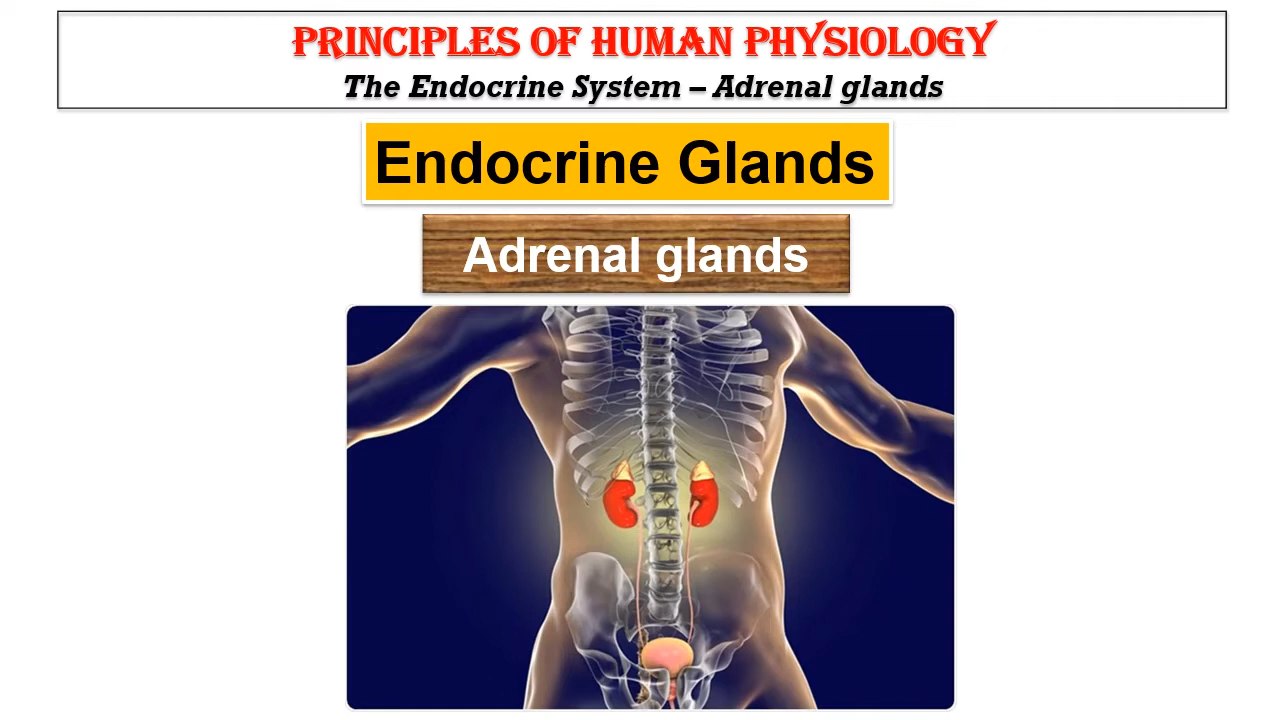 PRINCIPLES OF HUMAN PHYSIOLOGY
The Endocrine System – Adrenal glands
Endocrine Glands
Adrenal glands